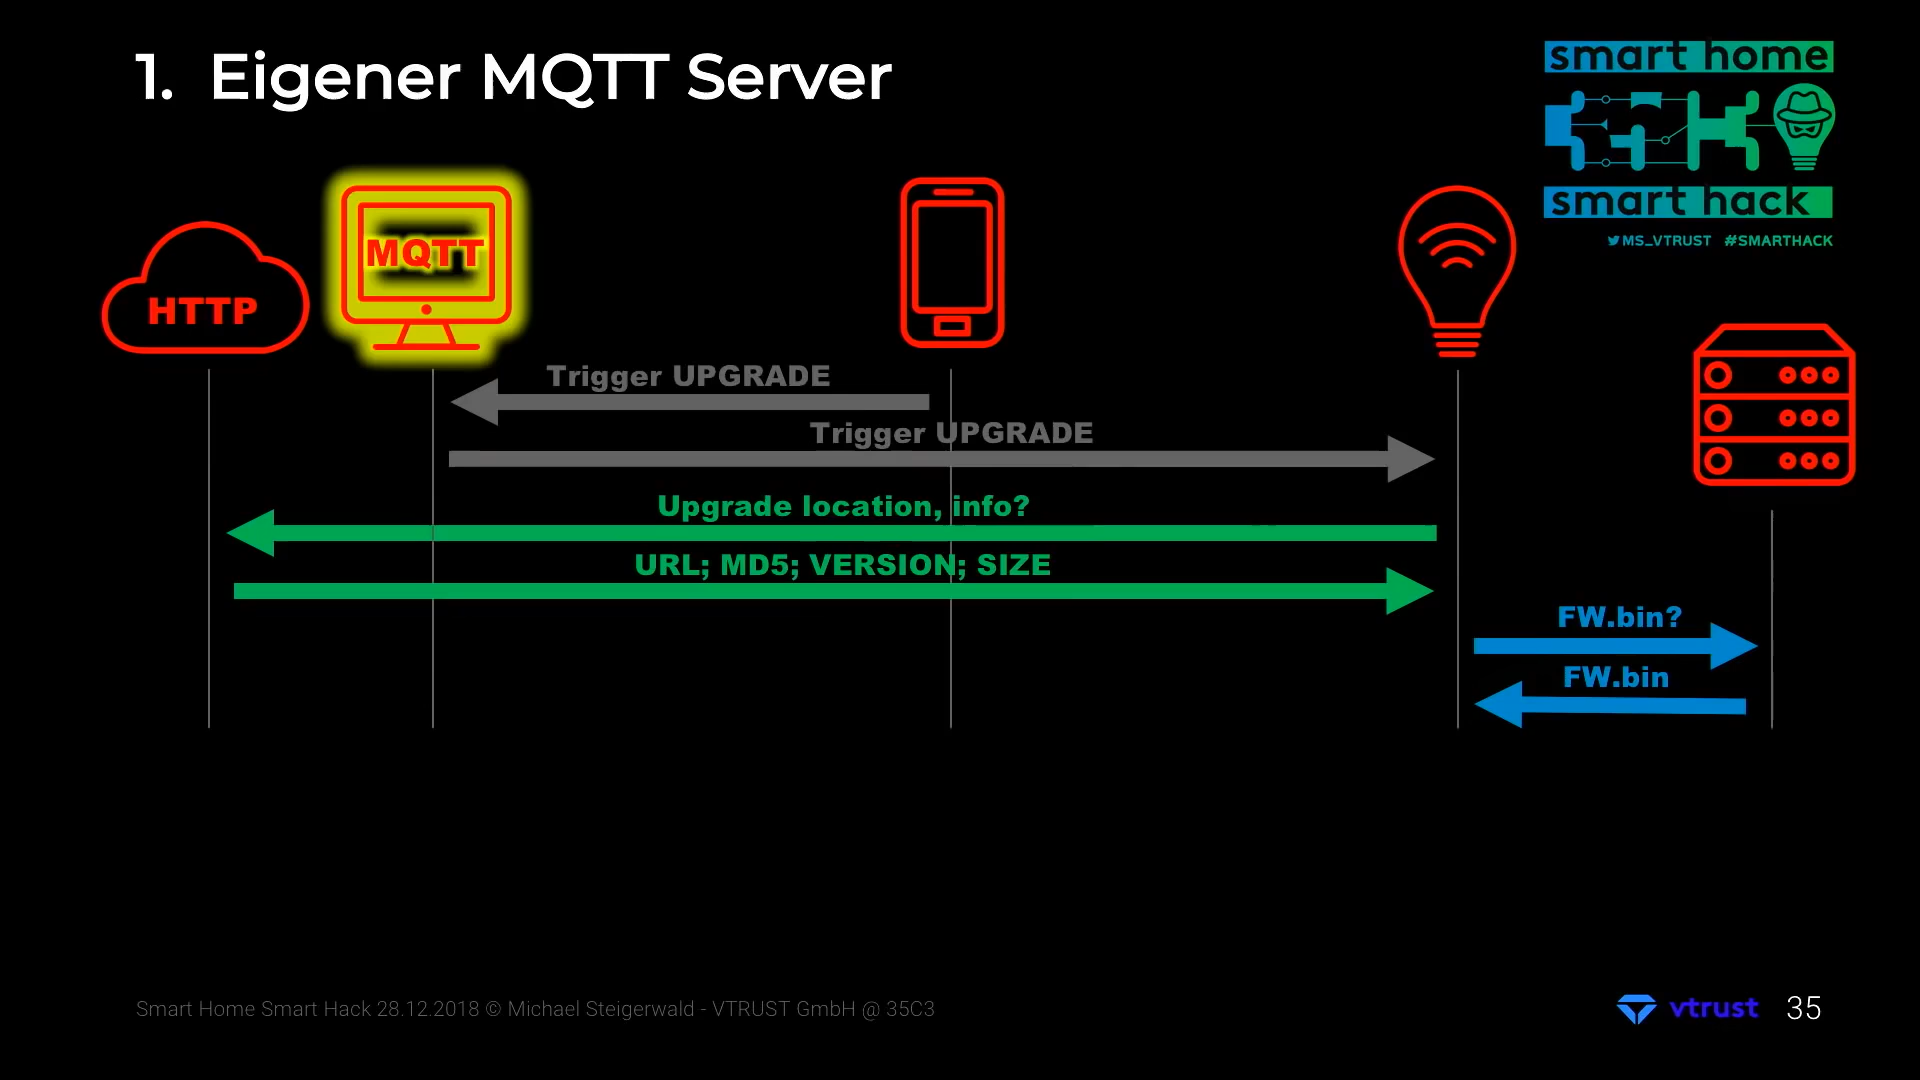 1. Eigener MQTT Server
smart home
smart hack
MS_VTRUST #SMARTHACK
HTTP
MQTT
Trigger UPGRADE
Trigger UPGRADE
Upgrade location, info?
URL; MD5; VERSION; SIZE
FW.bin?
FW.bin
Smart Home Smart Hack 28.12.2018 © Michael Steigerwald - VTRUST GmbH @ 35C3
vtrust 35